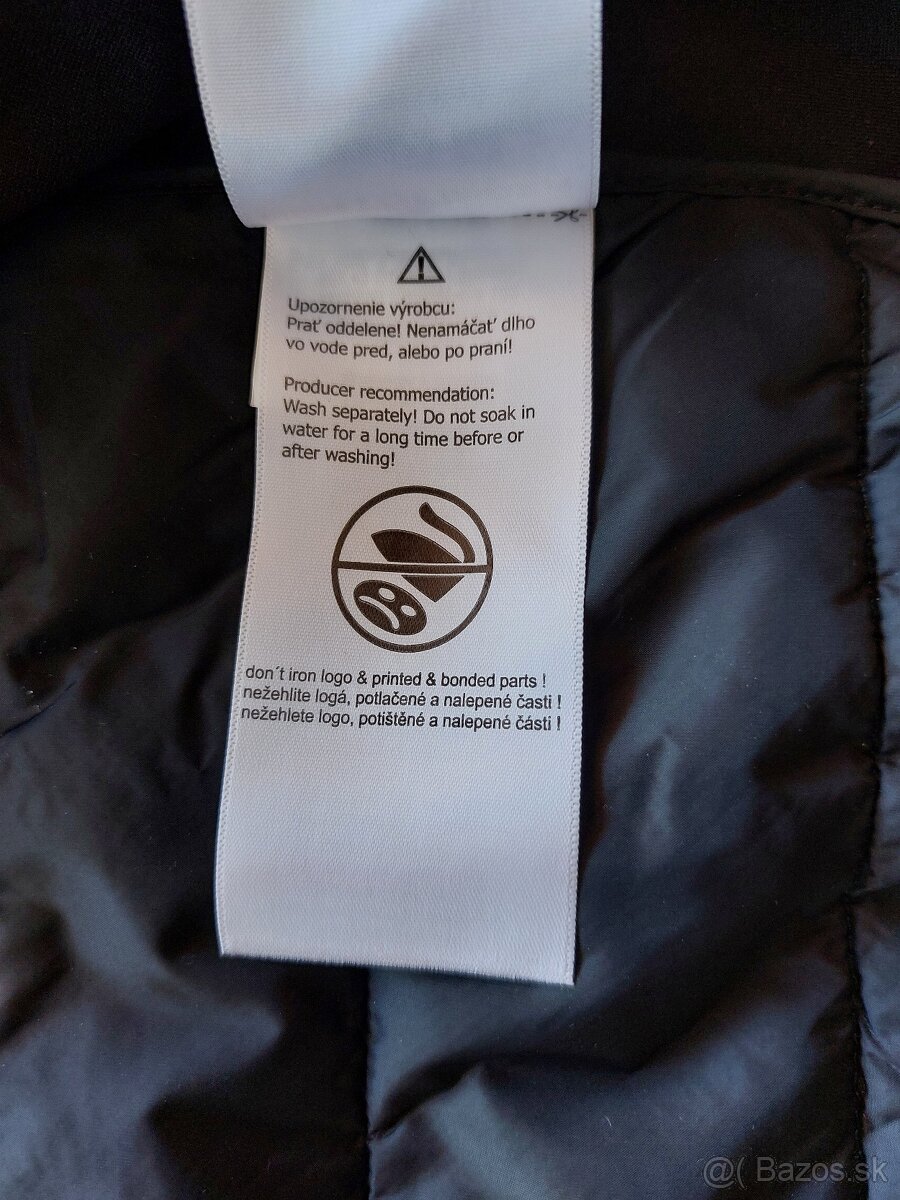 Upozornenie výrobcu:
Prať oddelene! Nenamáčať dlho
vo vode pred, alebo po praní!
Producer recommendation:
Wash separately! Do not soak in
water for a long time before or
after washing!
don´t iron logo & printed & bonded parts !
nežehlite logá, potlačené a nalepené časti !
nežehlete logo, potištěné a nalepené části !
@( Bazos.sk